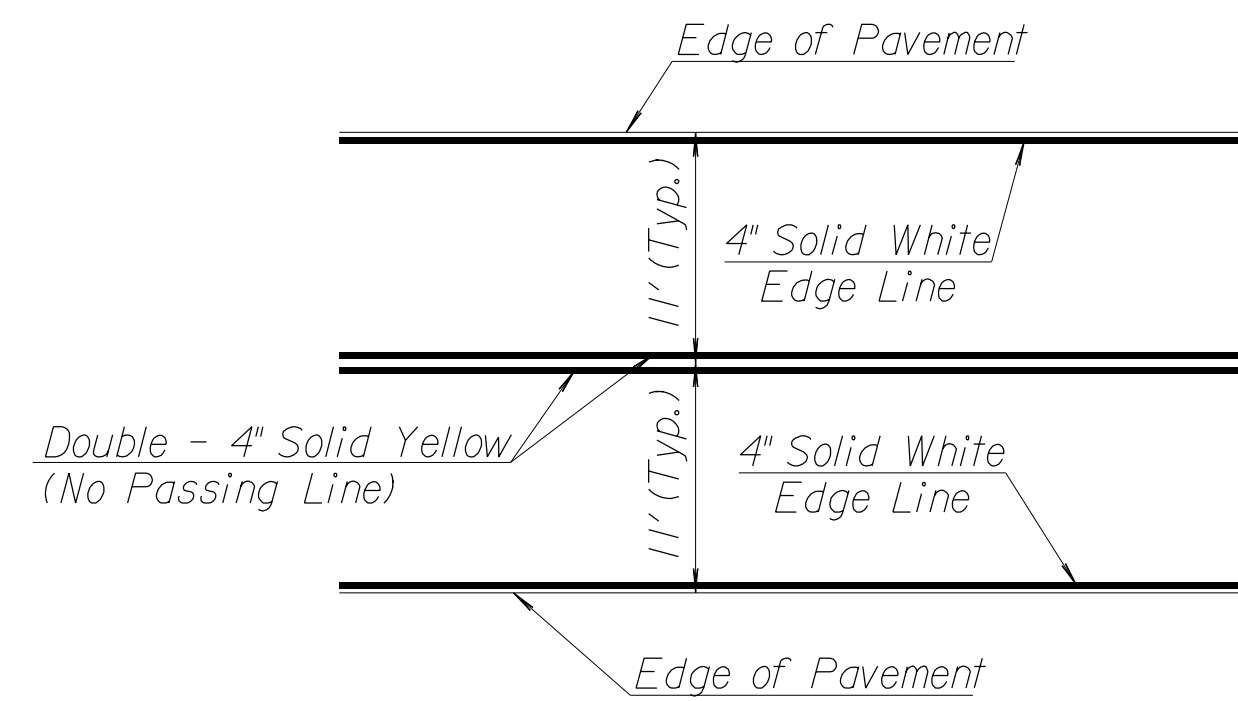 Edge of Pavement
11' (Typ.)
4" Solid White
Edge Line
Double - 4" Solid Yellow
(No Passing Line)
11' (Typ.)
4" Solid White
Edge Line
Edge of Pavement